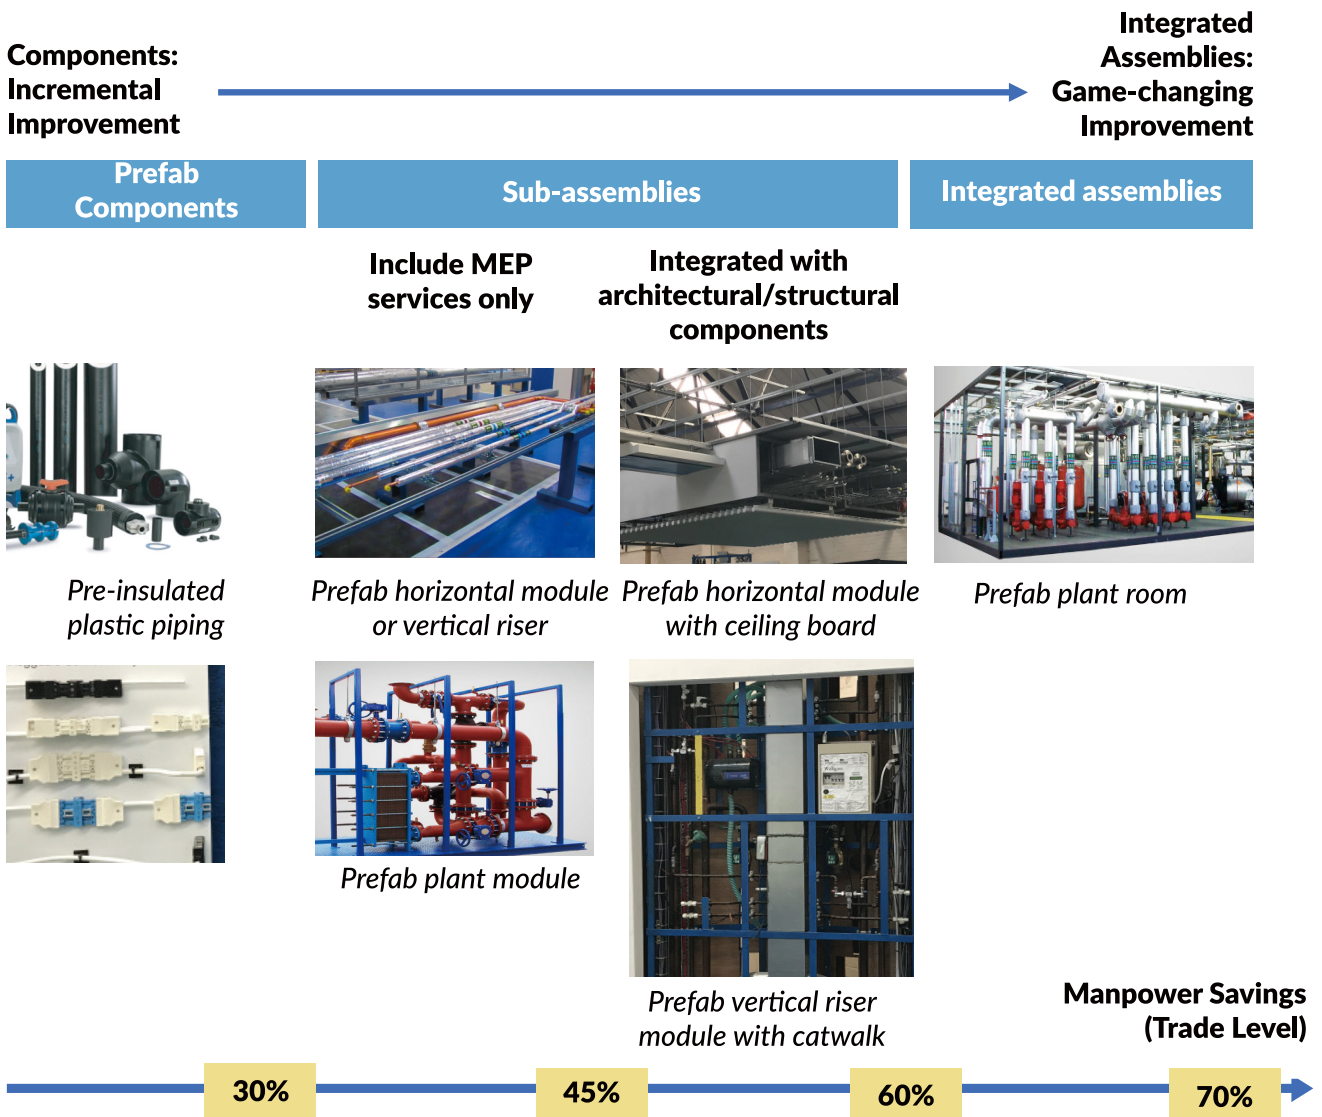 Components:
Incremental
Improvement
Integrated
Assemblies:
Game-changing
Improvement
Prefab
Components
Sub-assemblies
Integrated assemblies
Include MEP
services only
Integrated with
architectural/structural
components
Pre-insulated
plastic piping
Prefab horizontal module
or vertical riser
Prefab horizontal module
with ceiling board
Prefab plant room
Prefab plant module
Prefab vertical riser
module with catwalk
Manpower Savings
(Trade Level)
30%
45%
60%
70%